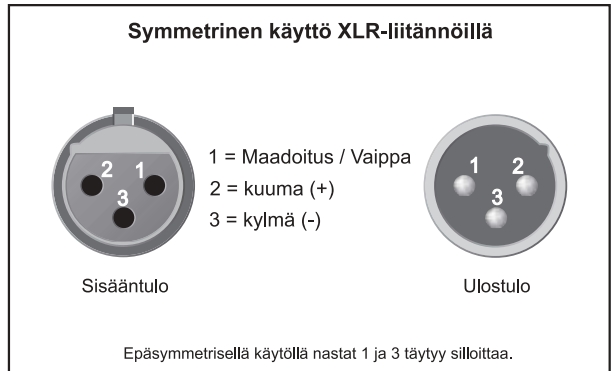 Symmetrinen käyttö XLR-liitännöillä
2 1
3
1 = Maadoitus / Vaippa
2 = kuuma (+)
3 = kylmä (-)
1 2
3
Sisääntulo
Ulostulo
Epäsymmetrisellä käytöllä nastat 1 ja 3 täytyy silloittaa.